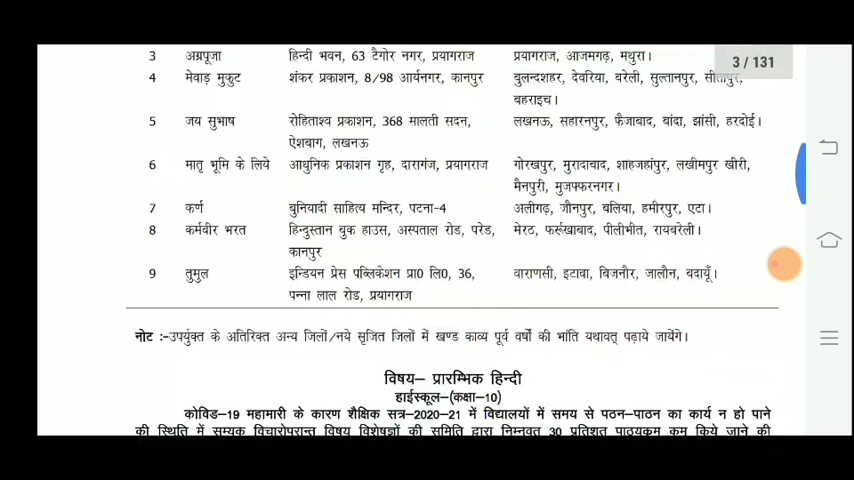 3 अग्रपूजा हिन्दी भवन, 63 टैगोर नगर, प्रयागराज प्रयागराज, आजमगढ़, मथुरा।
3 / 131
4 मेवाड़ मुकुट शंकर प्रकाशन, 8/98 आर्यनगर, कानपुर बुलन्दशहर, देवरिया, बरेली, सुल्तानपुर, सीतापुर,
बहराइच।
5 जय सुभाष रोहिताश्व प्रकाशन, 368 मालती सदन, लखनऊ, सहारनपुर, फैजाबाद, बांदा, झांसी, हरदोई।
ऐशबाग, लखनऊ
6 मातृ भूमि के लिये आधुनिक प्रकाशन गृह, दारागंज, प्रयागराज गोरखपुर, मुरादाबाद, शाहजहांपुर, लखीमपुर खीरी,
मैनपुरी, मुजफ्फरनगर।
7 कर्ण बुनियादी साहित्य मन्दिर, पटना-4 अलीगढ़, जौनपुर, बलिया, हमीरपुर, एटा।
8 कर्मवीर भरत हिन्दुस्तान बुक हाउस, अस्पताल रोड, परेड, मेरठ, फर्रूखाबाद, पीलीभीत, रायबरेली।
कानपुर
9 तुमुल इन्डियन प्रेस पब्लिकेशन प्रा0 लि0, 36, वाराणसी, इटावा, बिजनौर, जालौन, बदायूँ।
पन्ना लाल रोड, प्रयागराज
नोट :-उपर्युक्त के अतिरिक्त अन्य जिलों/नये सृजित जिलों में खण्ड काव्य पूर्व वर्षों की भांति यथावत् पढ़ाये जायेंगे।
विषय– प्रारम्भिक हिन्दी
हाईस्कूल–(कक्षा–10)
कोविड–19 महामारी के कारण शैक्षिक सत्र–2020–21 में विद्यालयों में समय से पठन–पाठन का कार्य न हो पाने
की स्थिति में सम्यक विचारोपरान्त विषय विशेषज्ञों की समिति द्वारा निम्नवत 30 प्रतिशत पाठ्यक्रम कम किये जाने की